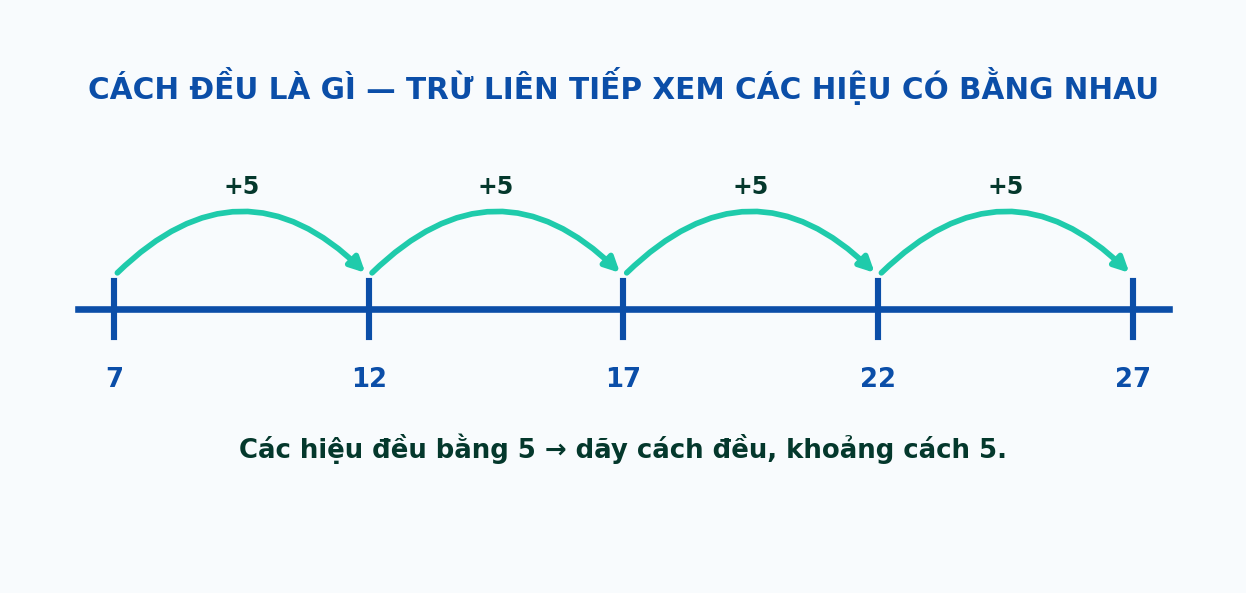 CÁCH ĐỀU LÀ GÌ — TRỪ LIÊN TIẾP XEM CÁC HIỆU CÓ BẰNG NHAU
+5 +5 +5 +5
7 12 17 22 27
Các hiệu đều bằng 5 → dãy cách đều, khoảng cách 5.